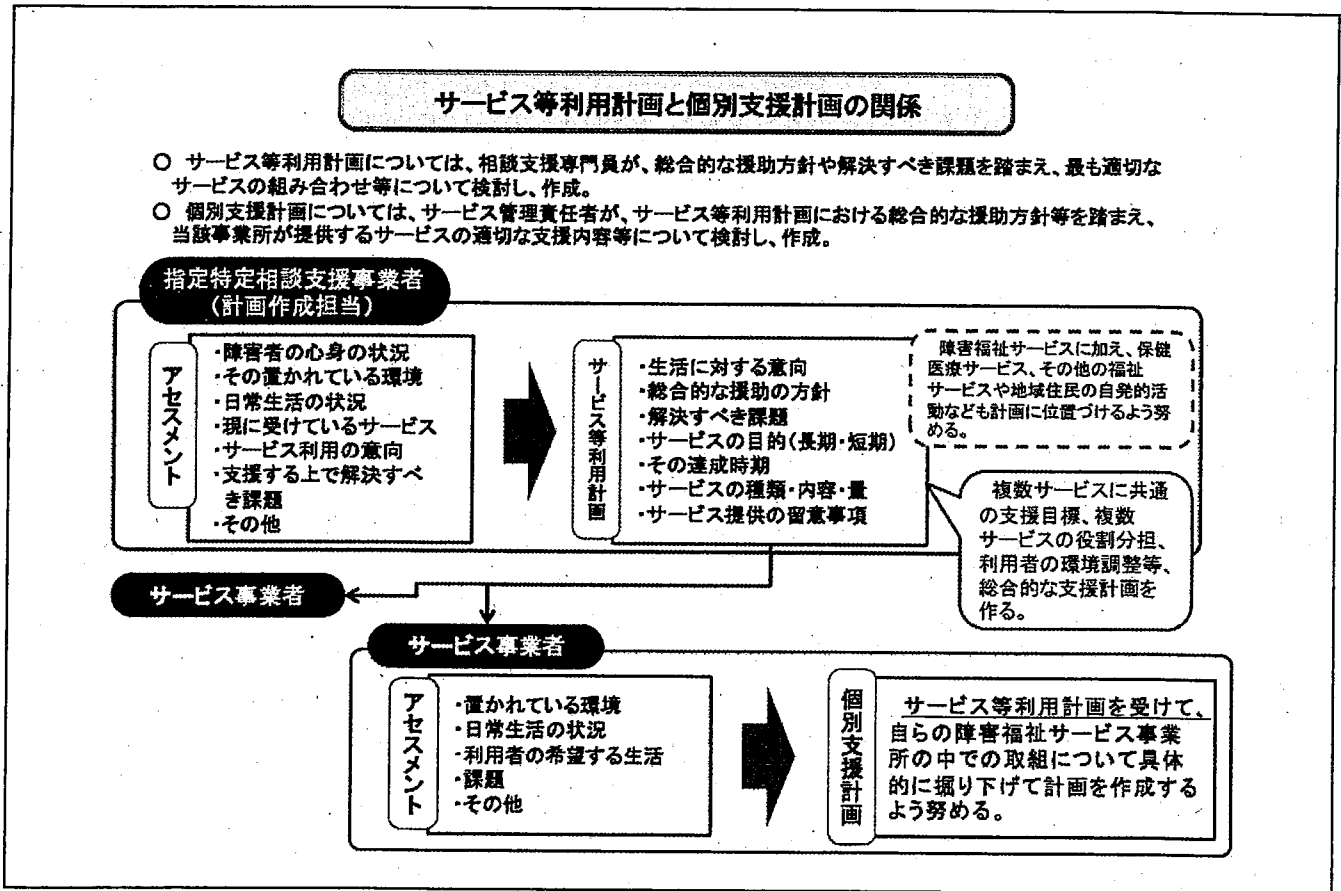 サービス等利用計画と個別支援計画の関係
○ サービス等利用計画については、相談支援専門員が、総合的な援助方針や解決すべき課題を踏まえ、最も適切な
サービスの組み合わせ等について検討し、作成。
○ 個別支援計画については、サービス管理責任者が、サービス等利用計画における総合的な援助方針等を踏まえ、
当該事業所が提供するサービスの適切な支援内容等について検討し、作成。
指定特定相談支援事業者
(計画作成担当)
アセスメント
・障害者の心身の状況
・その置かれている環境
・日常生活の状況
・現に受けているサービス
・サービス利用の意向
・支援する上で解決すべ
き課題
・その他
サービス等利用計画
・生活に対する意向
・総合的な援助の方針
・解決すべき課題
・サービスの目的(長期・短期)
・その達成時期
・サービスの種類・内容・量
・サービス提供の留意事項
障害福祉サービスに加え、保健
医療サービス、その他の福祉
サービスや地域住民の自発的活
動なども計画に位置づけるよう努
める。
複数サービスに共通
の支援目標、複数
サービスの役割分担、
利用者の環境調整等、
総合的な支援計画を
作る。
サービス事業者
サービス事業者
アセスメント
・置かれている環境
・日常生活の状況
・利用者の希望する生活
・課題
・その他
個別支援計画
サービス等利用計画を受けて、
自らの障害福祉サービス事業
所の中での取組について具体
的に掘り下げて計画を作成する
よう努める。